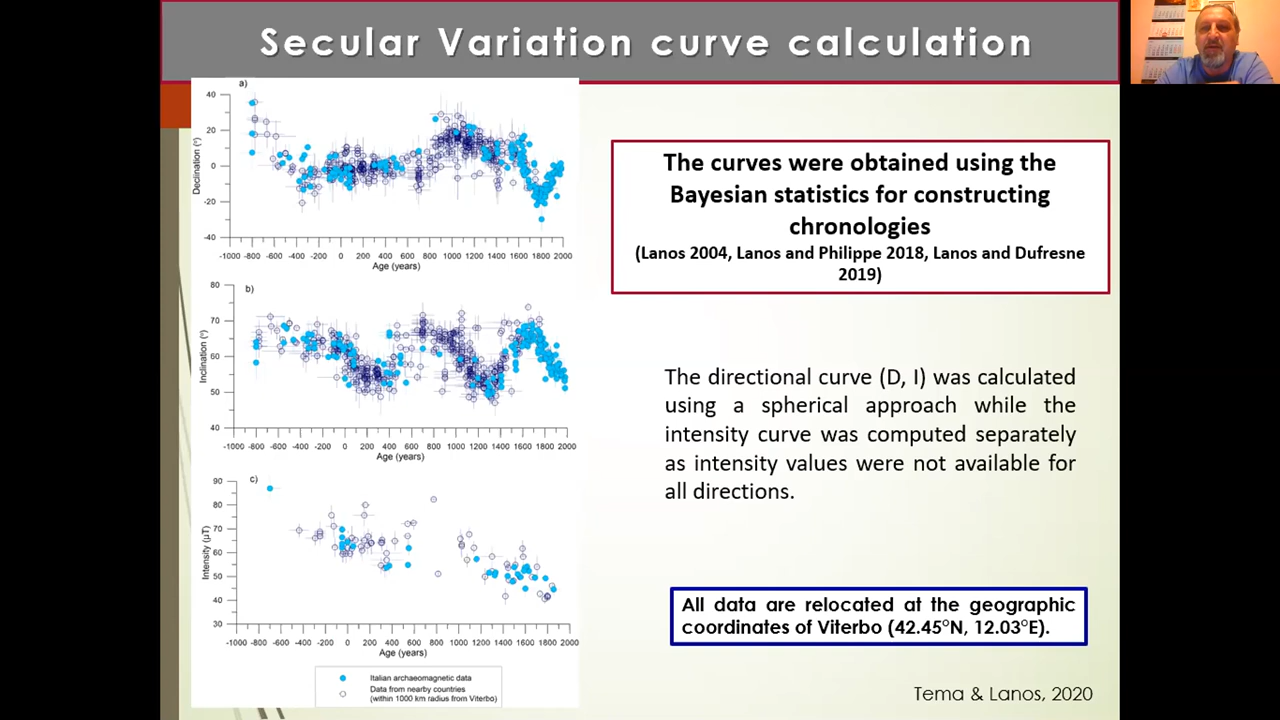 Secular Variation curve calculation
a)
40
20
0
-20
-40
Declination (°)
-1000 -800 -600 -400 -200 0 200 400 600 800 1000 1200 1400 1600 1800 2000
Age (years)
b)
80
70
60
50
40
Inclination (°)
-1000 -800 -600 -400 -200 0 200 400 600 800 1000 1200 1400 1600 1800 2000
Age (years)
c)
90
80
70
60
50
40
30
Intensity (μT)
-1000 -800 -600 -400 -200 0 200 400 600 800 1000 1200 1400 1600 1800 2000
Age (years)
Italian archaeomagnetic data
Data from nearby countries
(within 1000 km radius from Viterbo)
The curves were obtained using the
Bayesian statistics for constructing
chronologies
(Lanos 2004, Lanos and Philippe 2018, Lanos and Dufresne
2019)
The directional curve (D, I) was calculated
using a spherical approach while the
intensity curve was computed separately
as intensity values were not available for
all directions.
All data are relocated at the geographic
coordinates of Viterbo (42.45°N, 12.03°E).
Tema & Lanos, 2020